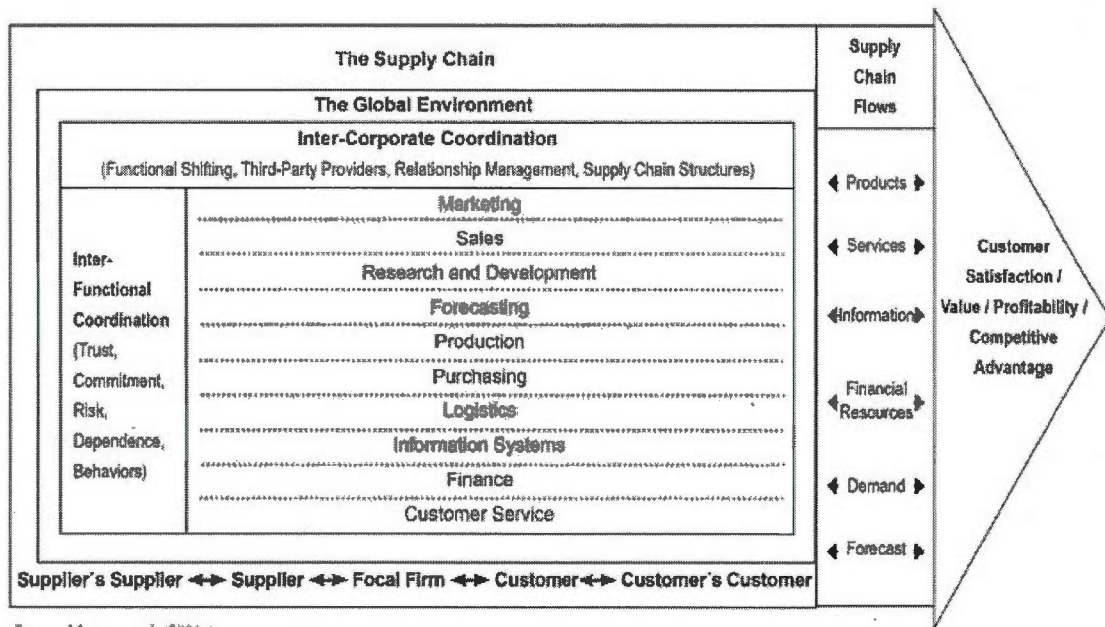 The Supply Chain
The Global Environment
Inter-Corporate Coordination
(Functional Shifting, Third-Party Providers, Relationship Management, Supply Chain Structures)
Inter-
Functional
Coordination
(Trust,
Commitment,
Risk,
Dependence,
Behaviors)
Marketing
Sales
Research and Development
Forecasting
Production
Purchasing
Logistics
Information Systems
Finance
Customer Service
Supplier's Supplier Supplier Focal Firm Customer Customer's Customer
Supply
Chain
Flows
Products
Services
Information
Financial
Resources
Demand
Forecast
Customer
Satisfaction /
Value / Profitability /
Competitive
Advantage